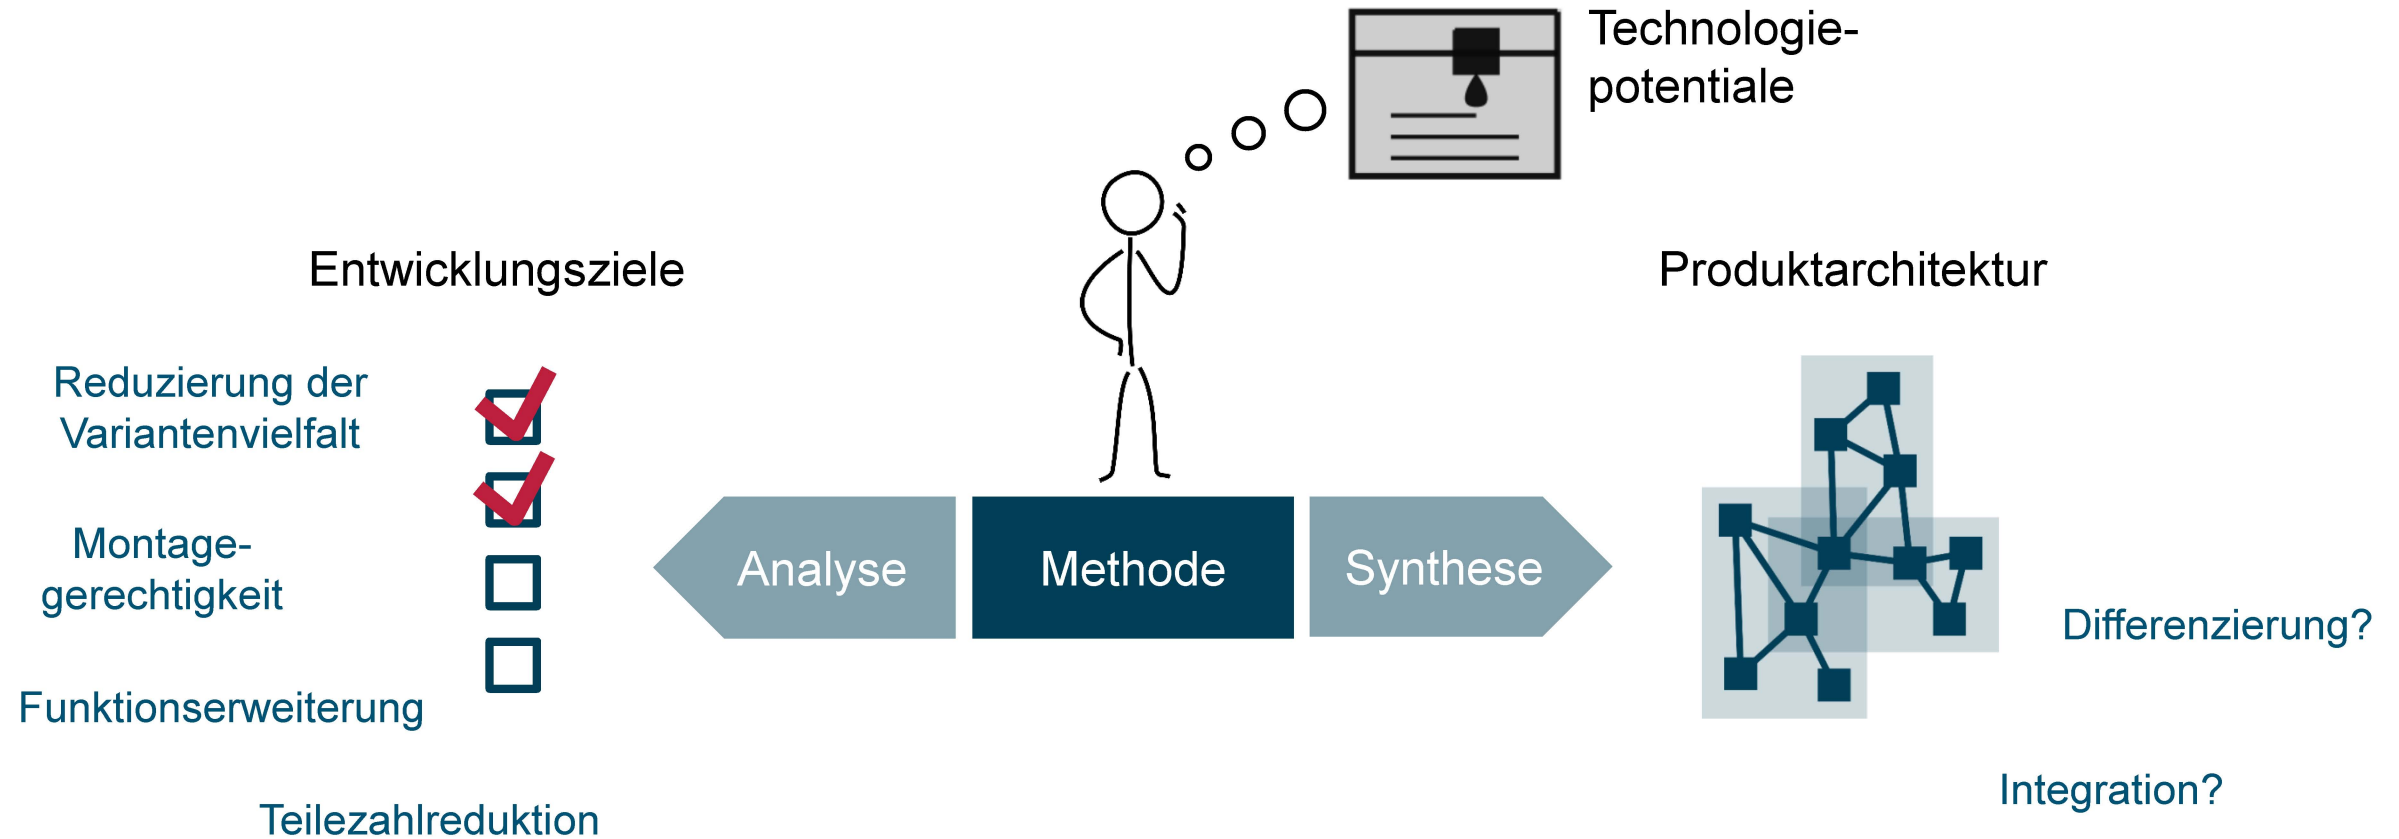 Technologie-
potentiale
Entwicklungsziele
Produktarchitektur
Reduzierung der
Variantenvielfalt
Montage-
gerechtigkeit
Funktionserweiterung
Teilezahlreduktion
Analyse
Methode
Synthese
Differenzierung?
Integration?